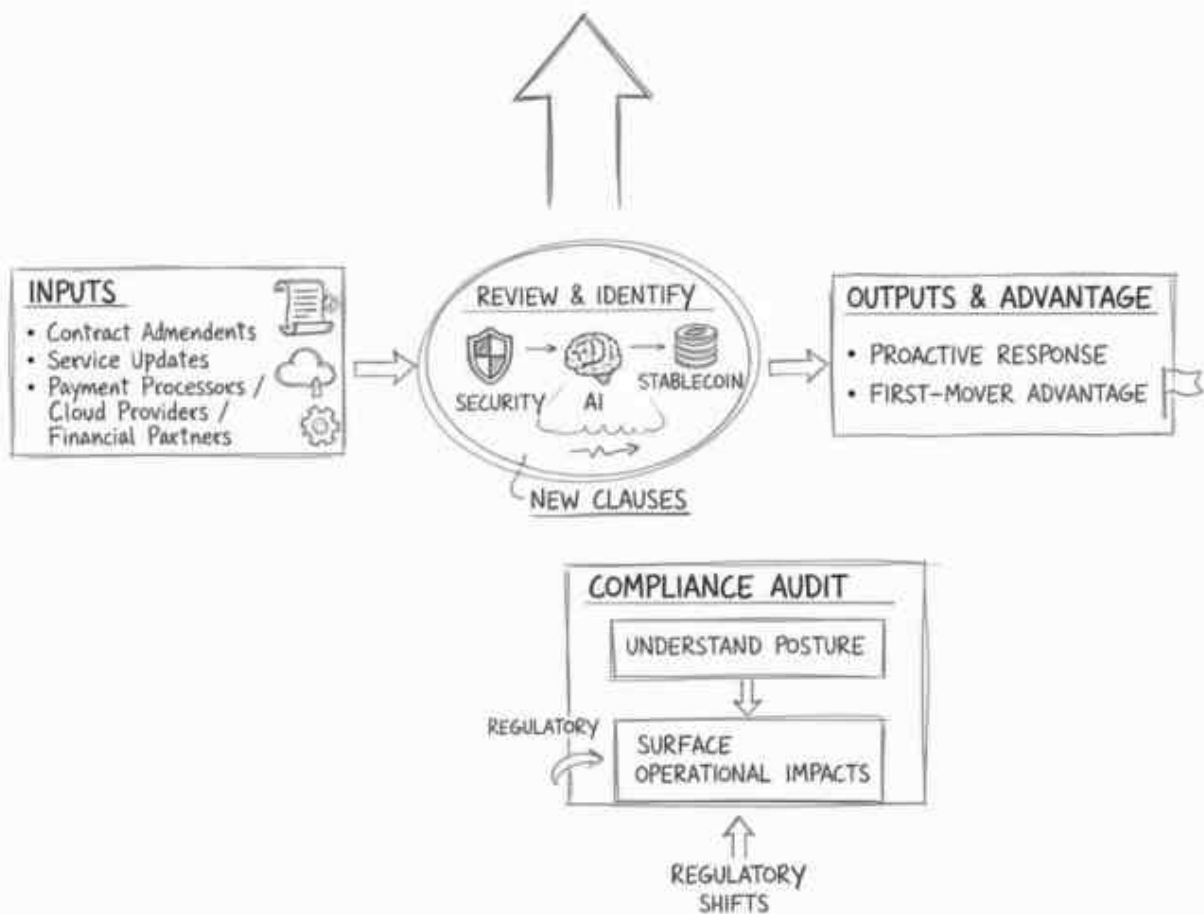 INPUTS
• Contract Admendents
• Service Updates
• Payment Processors /
Cloud Providers /
Financial Partners
REVIEW & IDENTIFY
SECURITY
AI
STABLECOIN
NEW CLAUSES
OUTPUTS & ADVANTAGE
• PROACTIVE RESPONSE
• FIRST-MOVER ADVANTAGE
COMPLIANCE AUDIT
UNDERSTAND POSTURE
REGULATORY
SURFACE
OPERATIONAL IMPACTS
REGULATORY
SHIFTS